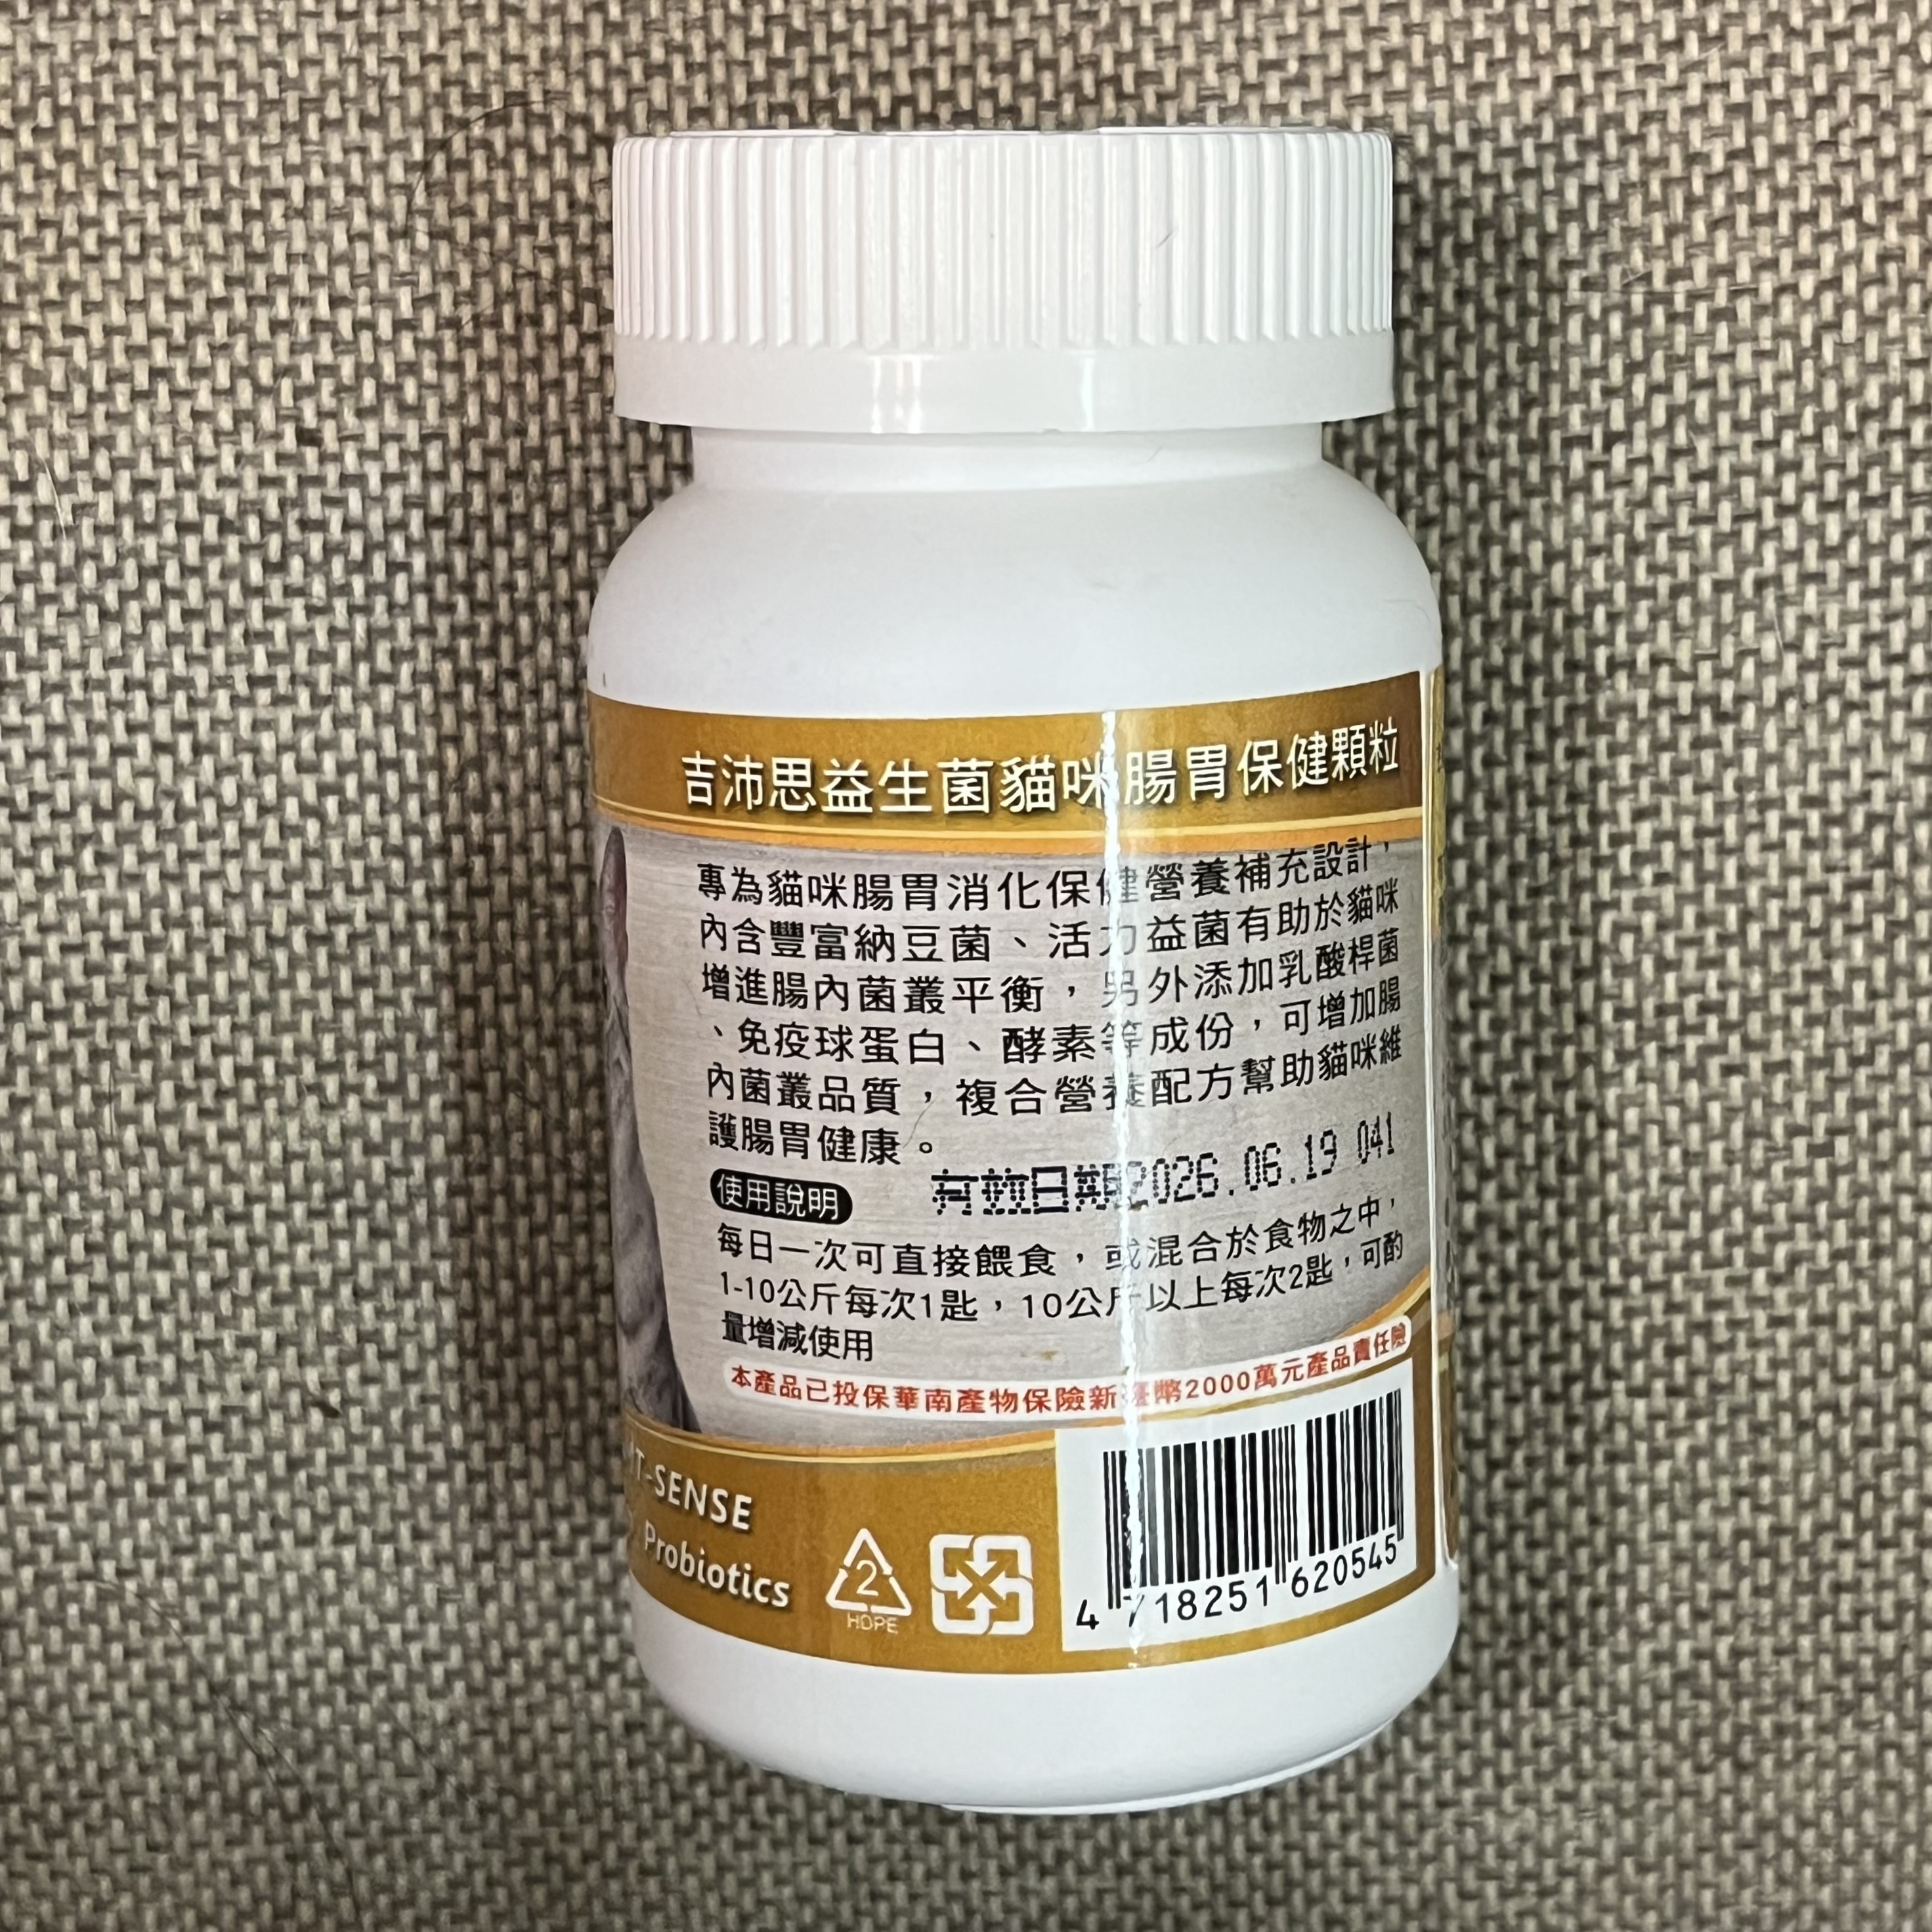 吉沛思益生菌貓咪腸胃保健顆粒
專為貓咪腸胃消化保健營養補充設計，
內含豐富納豆菌、活力益菌有助於貓咪
增進腸內菌叢平衡，另外添加乳酸桿菌
、免疫球蛋白、酵素等成份，可增加腸
內菌叢品質，複合營養配方幫助貓咪維
護腸胃健康。
有效日期2026.06.19 041
使用說明
每日一次可直接餵食，或混合於食物之中，
1-10公斤每次1匙，10公斤以上每次2匙，可酌
量增減使用
本產品已投保華南產物保險新臺幣2000萬元產品責任險
T-SENSE
Probiotics
2
HDPE
4 718251 620545